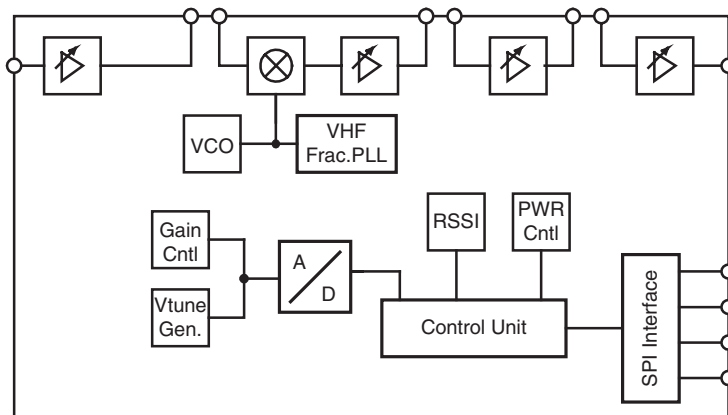 VCO
VHF
Frac.PLL
Gain
Cntl
Vtune
Gen.
A
D
RSSI
PWR
Cntl
Control Unit
SPI Interface